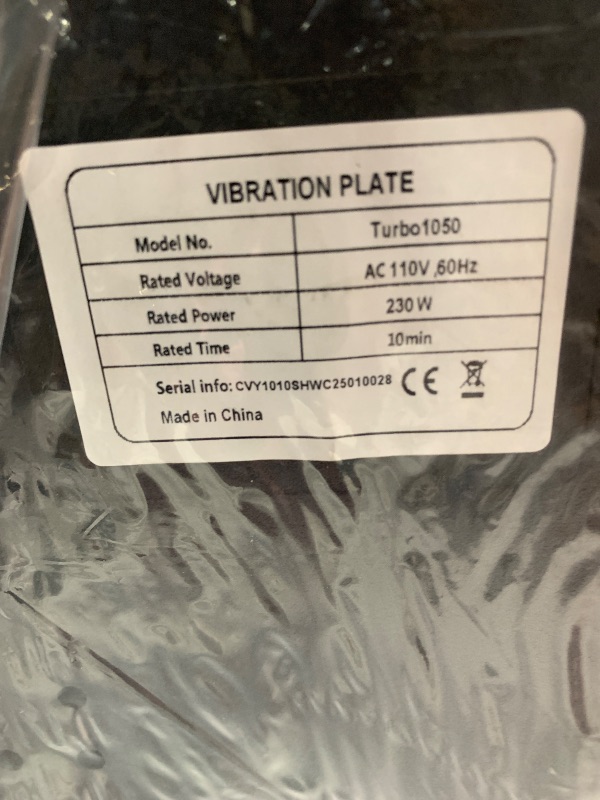 VIBRATION PLATE
Model No. Turbo1050
Rated Voltage AC 110V ,60Hz
Rated Power 230 W
Rated Time 10min
Serial info: CVY1010SHWC25010028 CE
Made in China